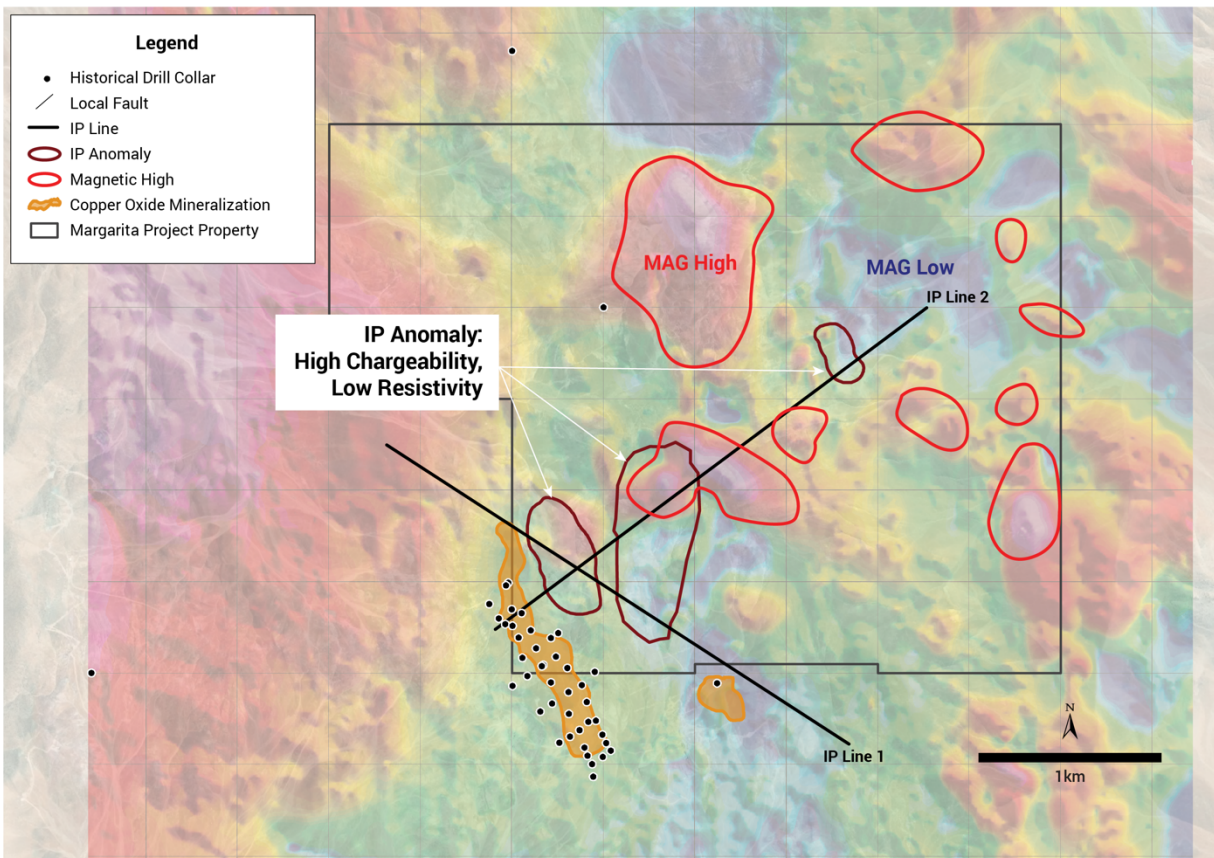 Legend
Historical Drill Collar
Local Fault
IP Line
IP Anomaly
Magnetic High
Copper Oxide Mineralization
Margarita Project Property
MAG High
MAG Low
IP Line 2
IP Anomaly:
High Chargeability,
Low Resistivity
N
IP Line 1
1km